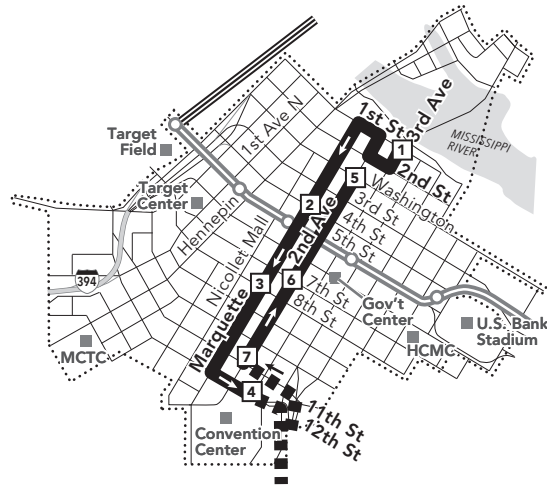 1st St
3rd Ave
1
2nd St
MISSISSIPPI
RIVER
1st Ave N
Target
Field
5
Washington
Target
Center
Hennepin
2
2nd Ave
3rd St
4th St
5th St
Nicollet Mall
394
3
6
7th St
8th St
Gov't
Center
U.S. Bank
Stadium
HCMC
Marquette
MCTC
7
4
11th St
12th St
Convention
Center